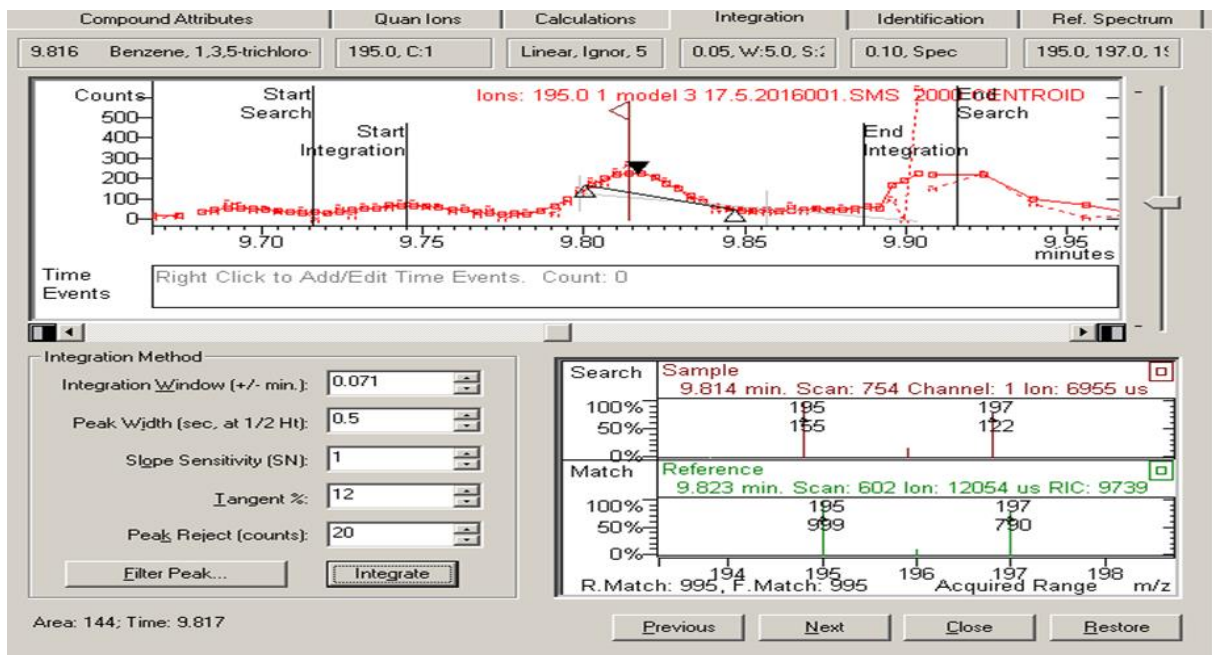 Compound Attributes Quan Ions Calculations Integration Identification Ref. Spectrum
9.816 Benzene, 1,3,5-trichloro- 195.0, C:1 Linear, Ignor, 5 0.05, W:5.0, S:2 0.10, Spec 195.0, 197.0, 19
Counts
500
400
300
200
100
0
Start
Search
Start
Integration
Ions: 195.0 1 model 3 17.5.2016001.SMS 2000 CENTROID
End
Search
End
Integration
9.70 9.75 9.80 9.85 9.90 9.95
minutes
Time
Events
Right Click to Add/Edit Time Events. Count: 0
Integration Method
Integration Window (+/- min.): 0.071
Peak Width (sec, at 1/2 Ht): 0.5
Slope Sensitivity (SN): 1
Tangent %: 12
Peak Reject (counts): 20
Filter Peak... Integrate
Area: 144; Time: 9.817
Search Sample
9.814 min. Scan: 754 Channel: 1 Ion: 6955 us
100%
50%
0%
195 197
155 122
Match Reference
9.823 min. Scan: 602 Ion: 12054 us RIC: 9739
100%
50%
0%
195 197
999 790
194 195 196 197 198
R.Match: 995, F.Match: 995 Acquired Range m/z
Previous Next Close Restore